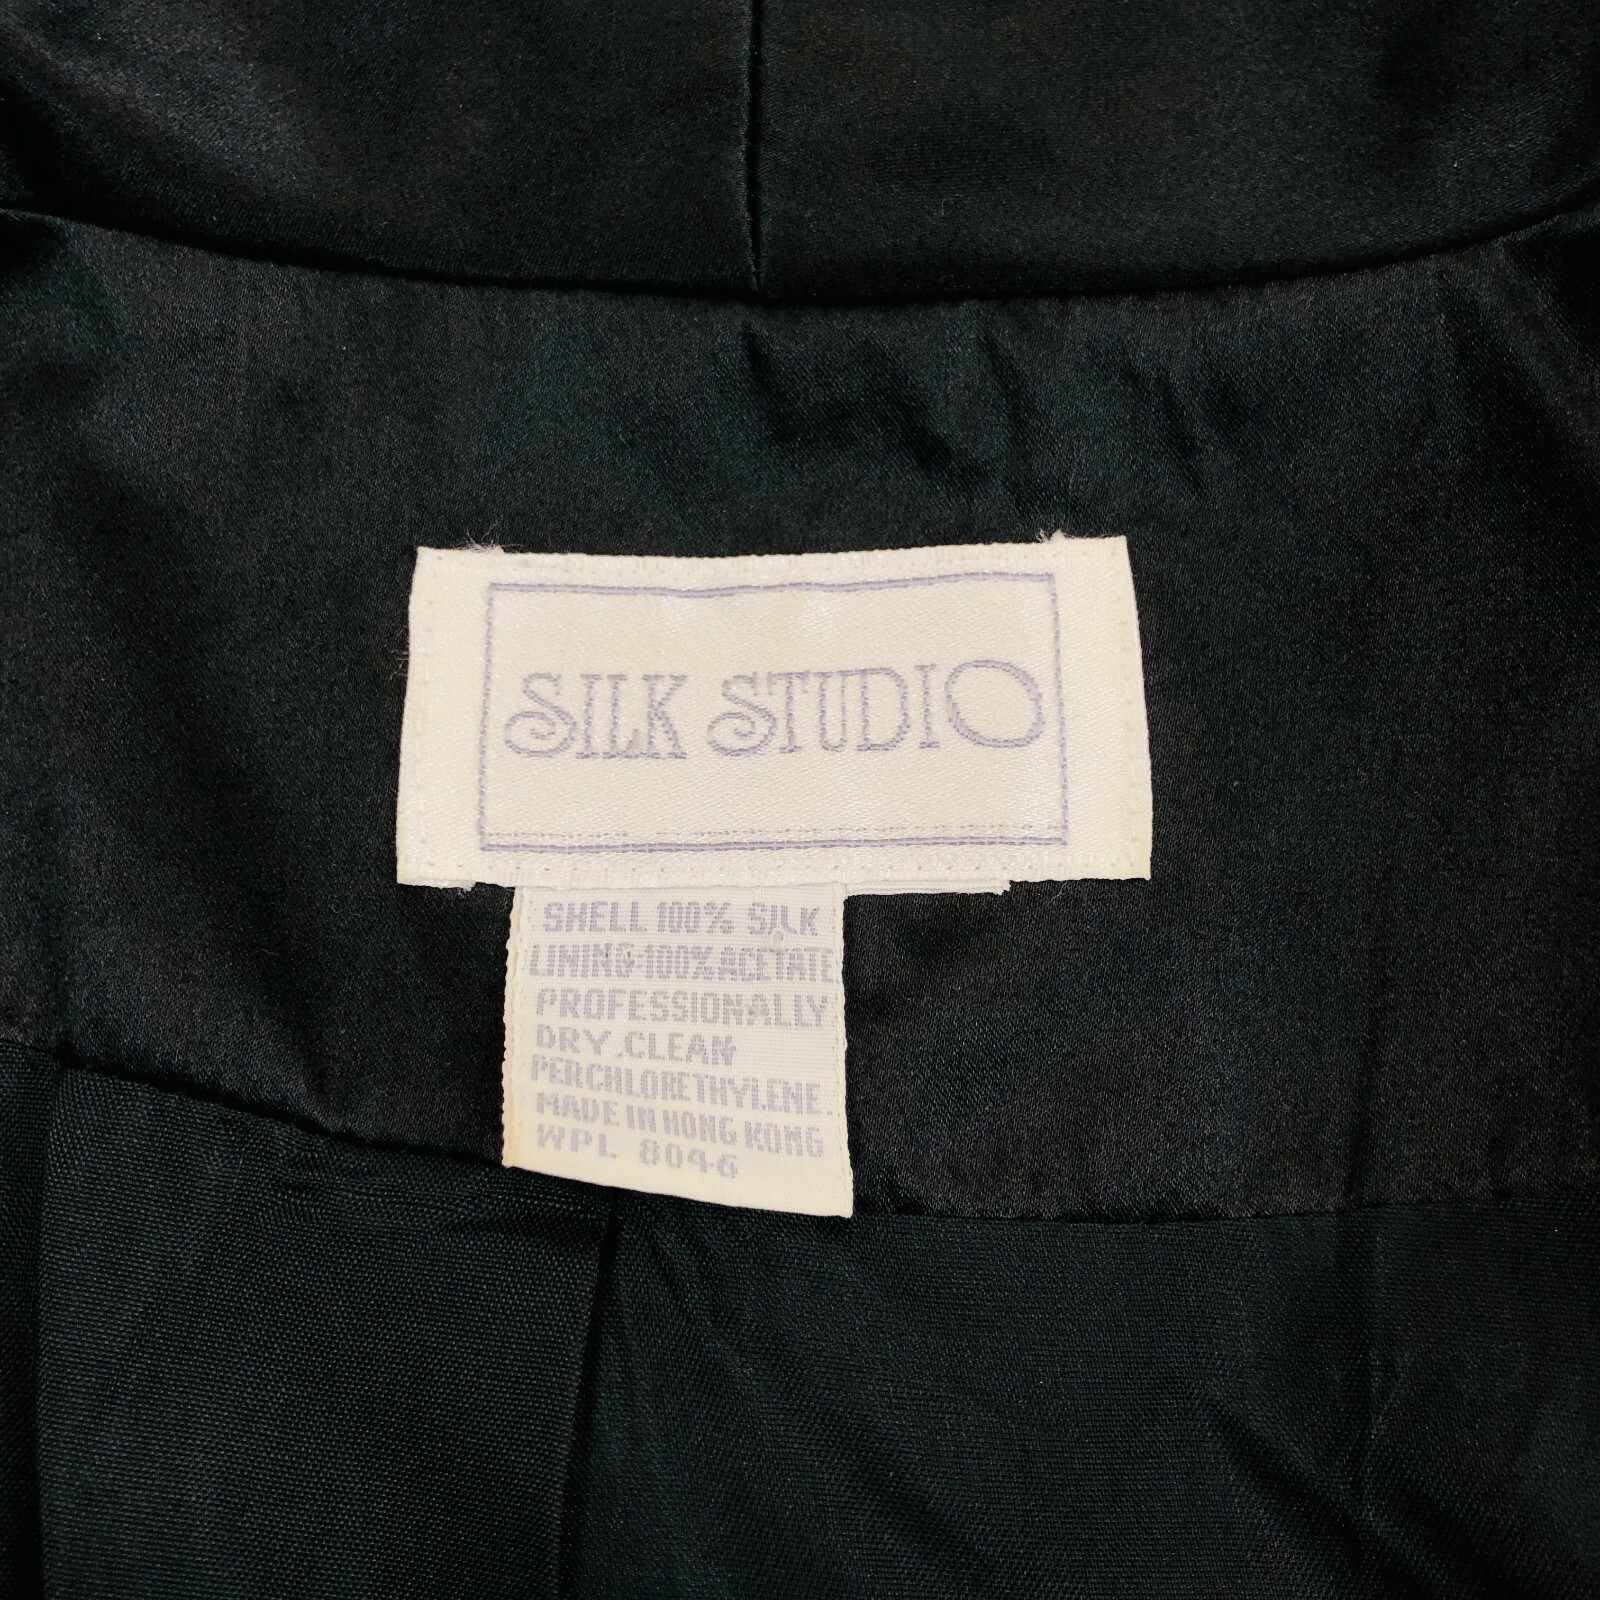 SILK STUDIO
SHELL 100% SILK
LINING-100% ACETATE
PROFESSIONALLY
DRY.CLEAN
PERCHLORETHYLENE.
MADE IN HONG KONG
WPL 8046